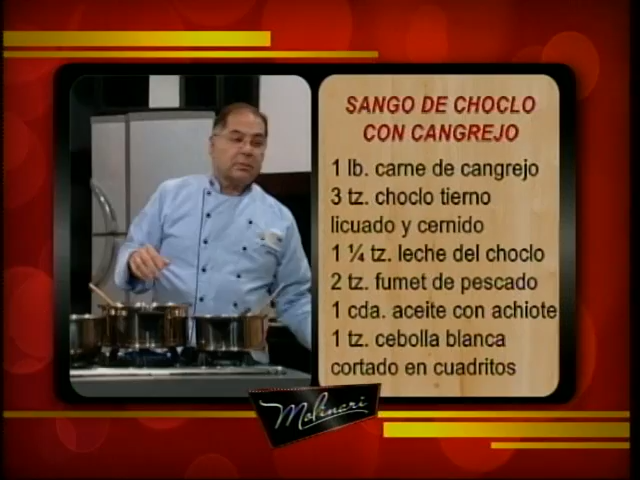 SANGO DE CHOCLO
CON CANGREJO
1 lb. carne de cangrejo
3 tz. choclo tierno
licuado y cernido
1 ¼ tz. leche del choclo
2 tz. fumet de pescado
1 cda. aceite con achiote
1 tz. cebolla blanca
cortado en cuadritos
Molinari